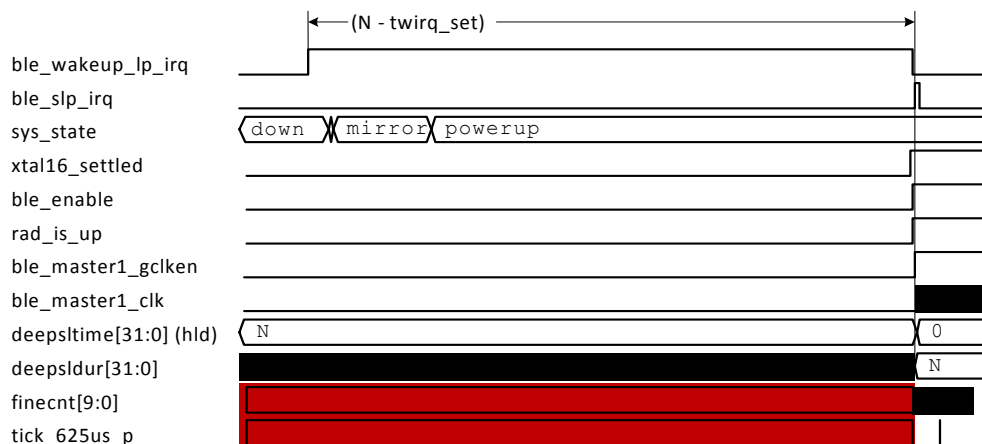 (N - twirq_set)
ble_wakeup_lp_irq
ble_slp_irq
sys_state down mirror powerup
xtal16_settled
ble_enable
rad_is_up
ble_master1_gclken
ble_master1_clk
deepsltime[31:0] (hld) N 0
deepsldur[31:0] N
finecnt[9:0]
tick_625us_p